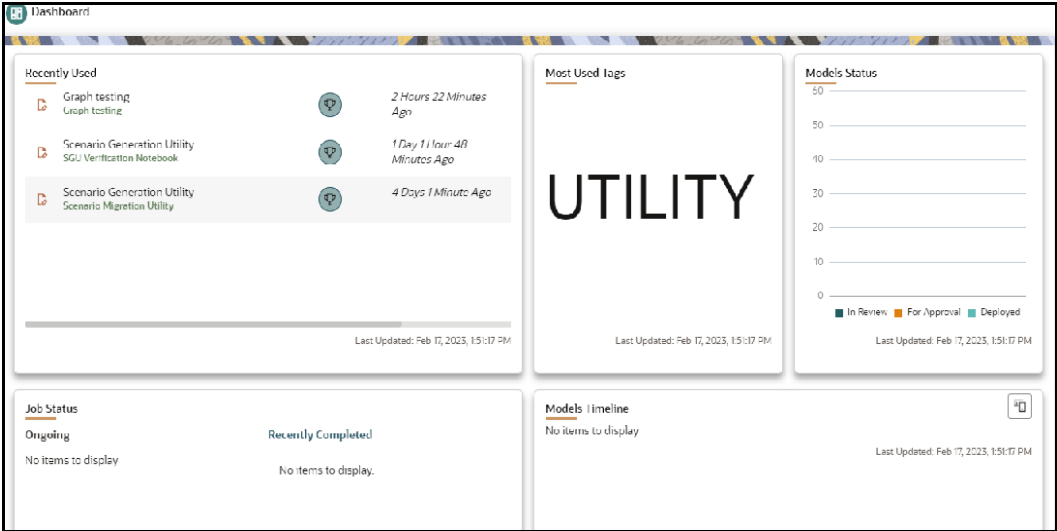 Dashboard
Recently Used
Graph testing
Graph testing
2 Hours 22 Minutes
Ago
Scenario Generation Utility
SGU Verification Notebook
1 Day 1 Hour 48
Minutes Ago
Scenario Generation Utility
Scenario Migration Utility
4 Days 1 Minute Ago
Last Updated: Feb 17, 2023, 1:51:17 PM
Most Used Tags
UTILITY
Last Updated: Feb 17, 2023, 1:51:17 PM
Models Status
60
50
40
30
20
10
0
In Review For Approval Deployed
Last Updated: Feb 17, 2023, 1:51:17 PM
Job Status
Ongoing
No items to display
Recently Completed
No items to display.
Models Timeline
No items to display
Last Updated: Feb 17, 2023, 1:51:17 PM